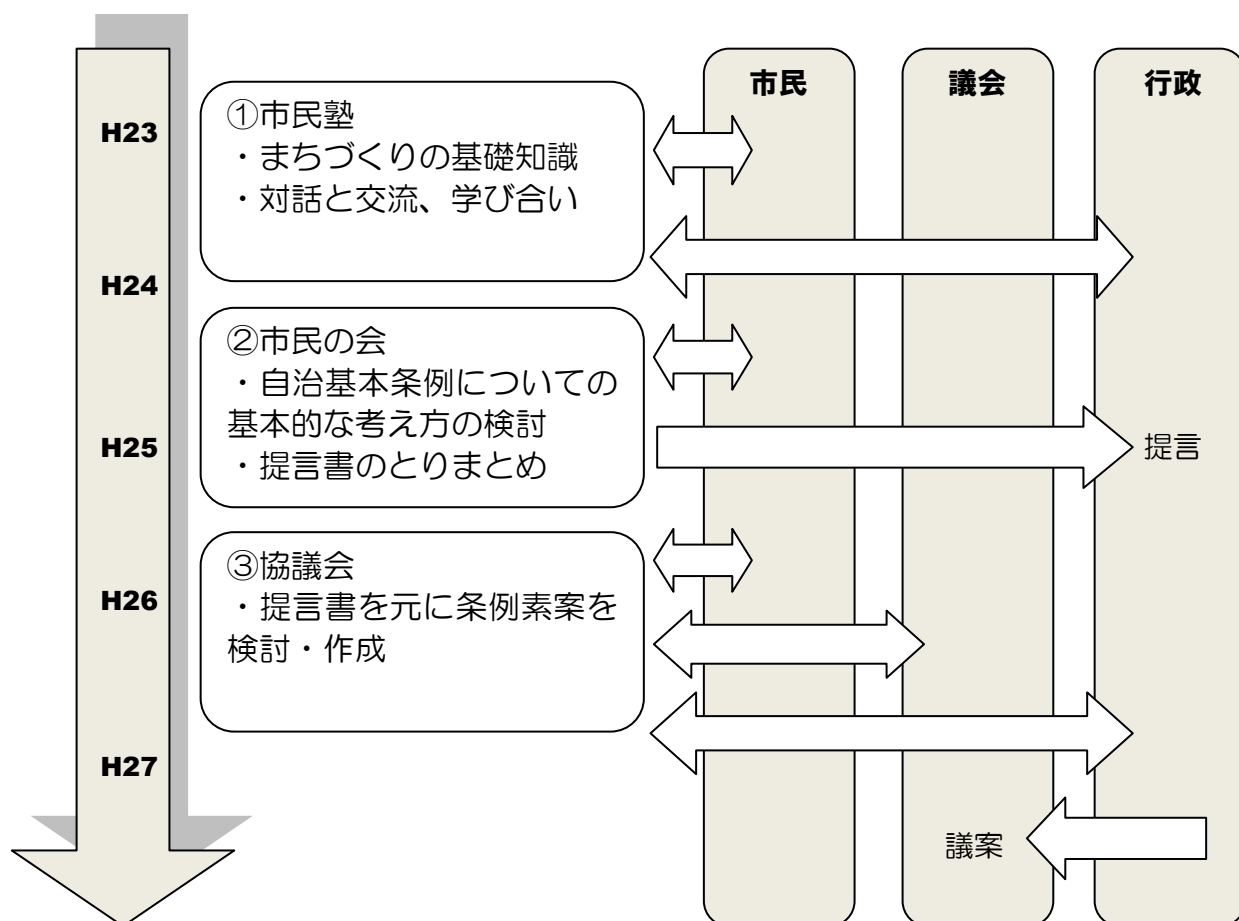 市民
議会
行政
H23
①市民塾
・まちづくりの基礎知識
・対話と交流、学び合い
H24
②市民の会
・自治基本条例についての
基本的な考え方の検討
・提言書のとりまとめ
H25
提言
③協議会
・提言書を元に条例素案を
検討・作成
H26
H27
議案